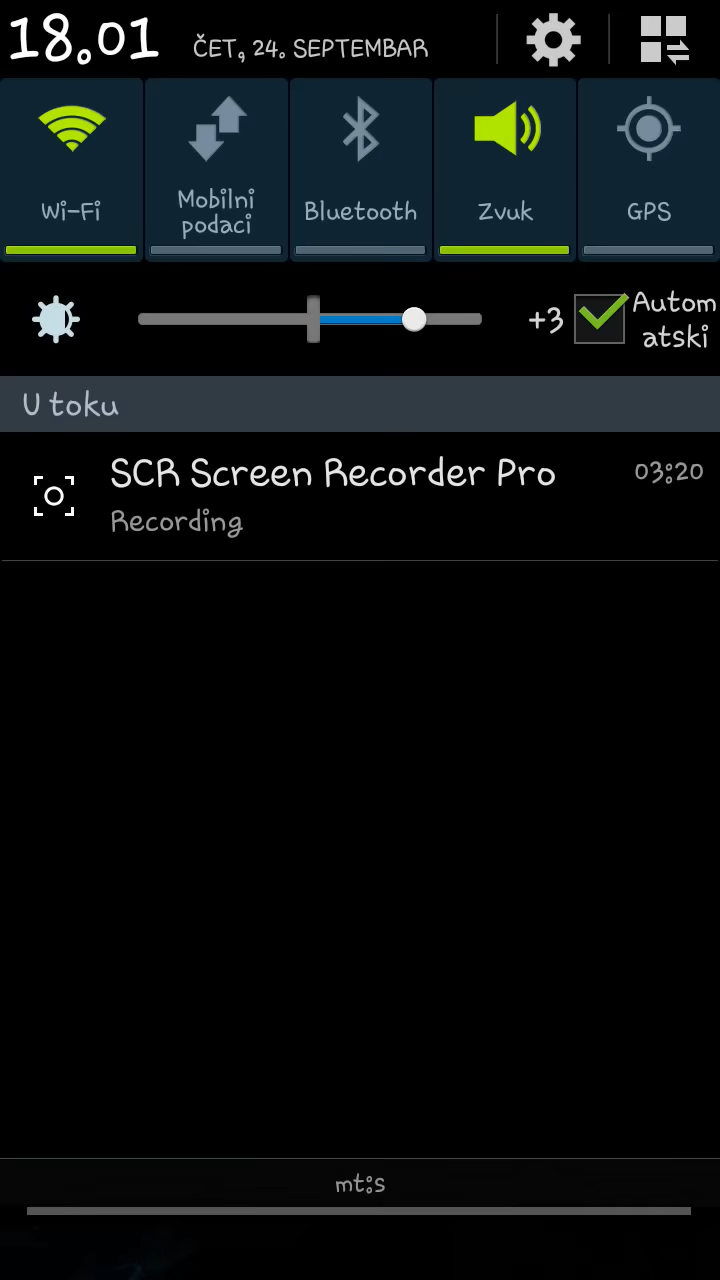 18.01 ČET, 24. SEPTEMBAR
Wi-Fi
Mobilni
podaci
Bluetooth
Zvuk
GPS
+3
Autom
atski
U toku
SCR Screen Recorder Pro 03:20
Recording
mt:s